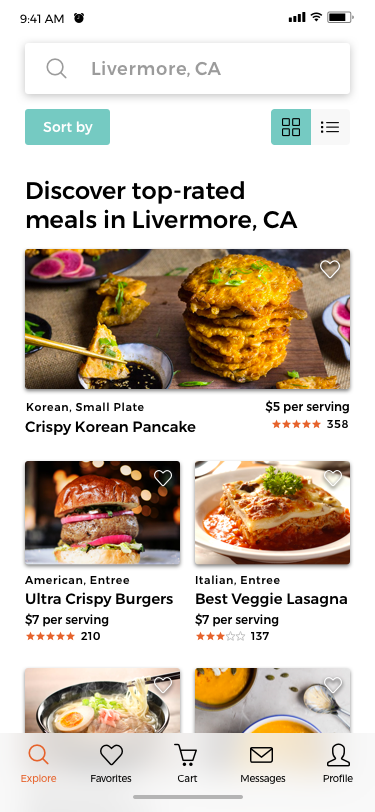 9:41 AM
Livermore, CA
Sort by
Discover top-rated
meals in Livermore, CA
Korean, Small Plate
Crispy Korean Pancake
$5 per serving
358
American, Entree
Ultra Crispy Burgers
$7 per serving
210
Italian, Entree
Best Veggie Lasagna
$7 per serving
137
Explore
Favorites
Cart
Messages
Profile